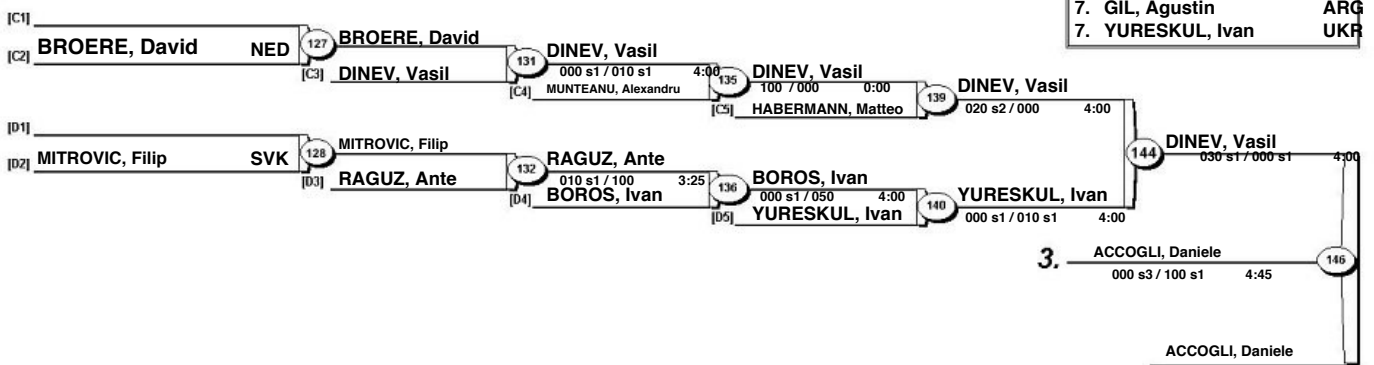 7. GIL, Agustin ARG
7. YURESKUL, Ivan UKR
[C1]
[C2] BROERE, David NED
127
BROERE, David
[C3] DINEV, Vasil
131
DINEV, Vasil
000 s1 / 010 s1 4:00
[C4] MUNTEANU, Alexandru
135
DINEV, Vasil
100 / 000 0:00
[C5] HABERMANN, Matteo
139
DINEV, Vasil
020 s2 / 000 4:00
[D1]
[D2] MITROVIC, Filip SVK
128
MITROVIC, Filip
[D3] RAGUZ, Ante
132
RAGUZ, Ante
010 s1 / 100 3:25
[D4] BOROS, Ivan
136
BOROS, Ivan
000 s1 / 050 4:00
[D5] YURESKUL, Ivan
140
YURESKUL, Ivan
000 s1 / 010 s1 4:00
144
DINEV, Vasil
030 s1 / 000 s1 4:00
3. ACCOGLI, Daniele
000 s3 / 100 s1 4:45
146
ACCOGLI, Daniele